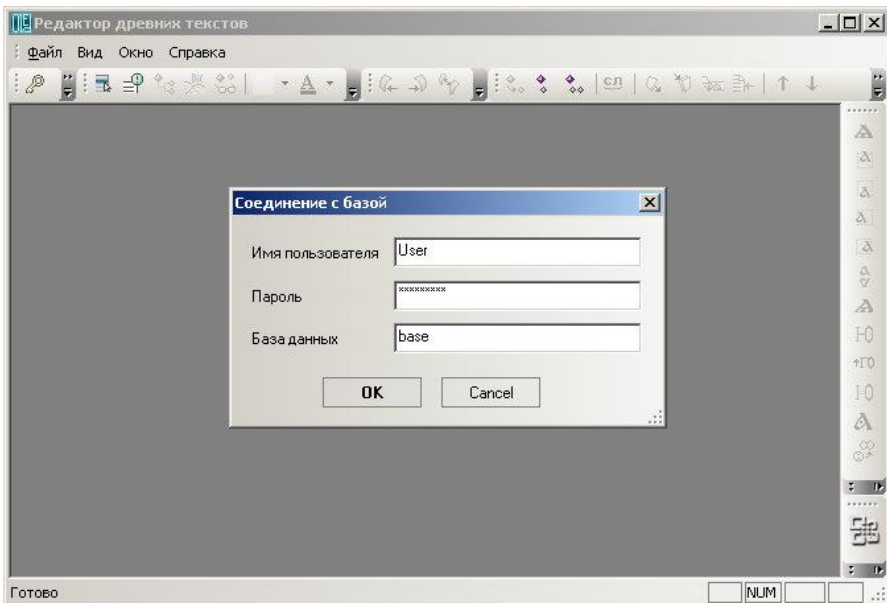 Редактор древних текстов
Файл Вид Окно Справка
СЛ
Соединение с базой
Имя пользователя User
Пароль ×××××××××
База данных base
OK Cancel
Готово NUM